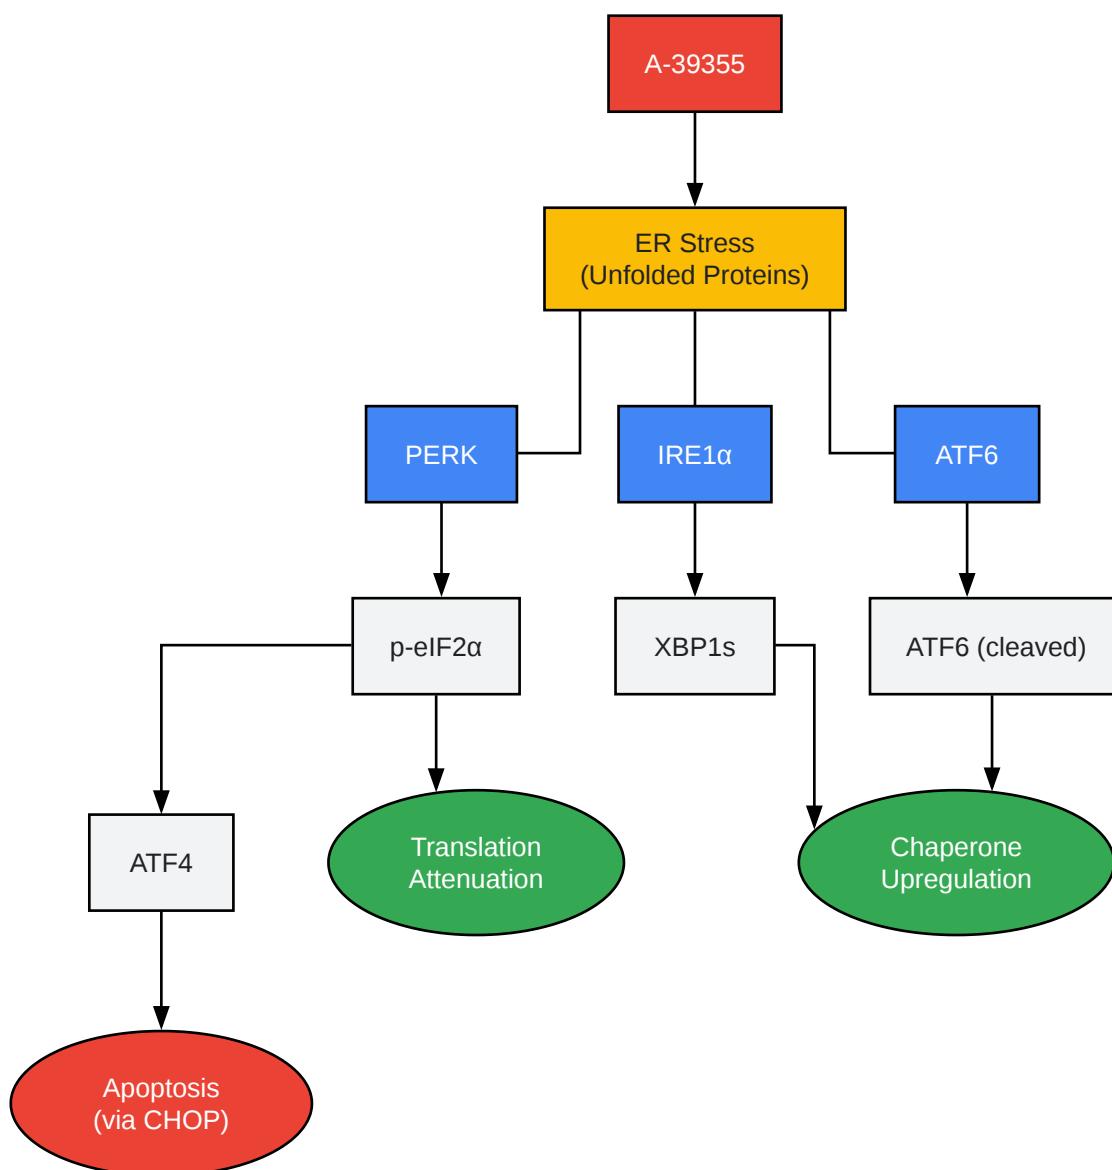 A-39355
ER Stress
(Unfolded Proteins)
PERK
IRE1α
ATF6
p-eIF2α
XBP1s
ATF6 (cleaved)
ATF4
Translation
Attenuation
Chaperone
Upregulation
Apoptosis
(via CHOP)